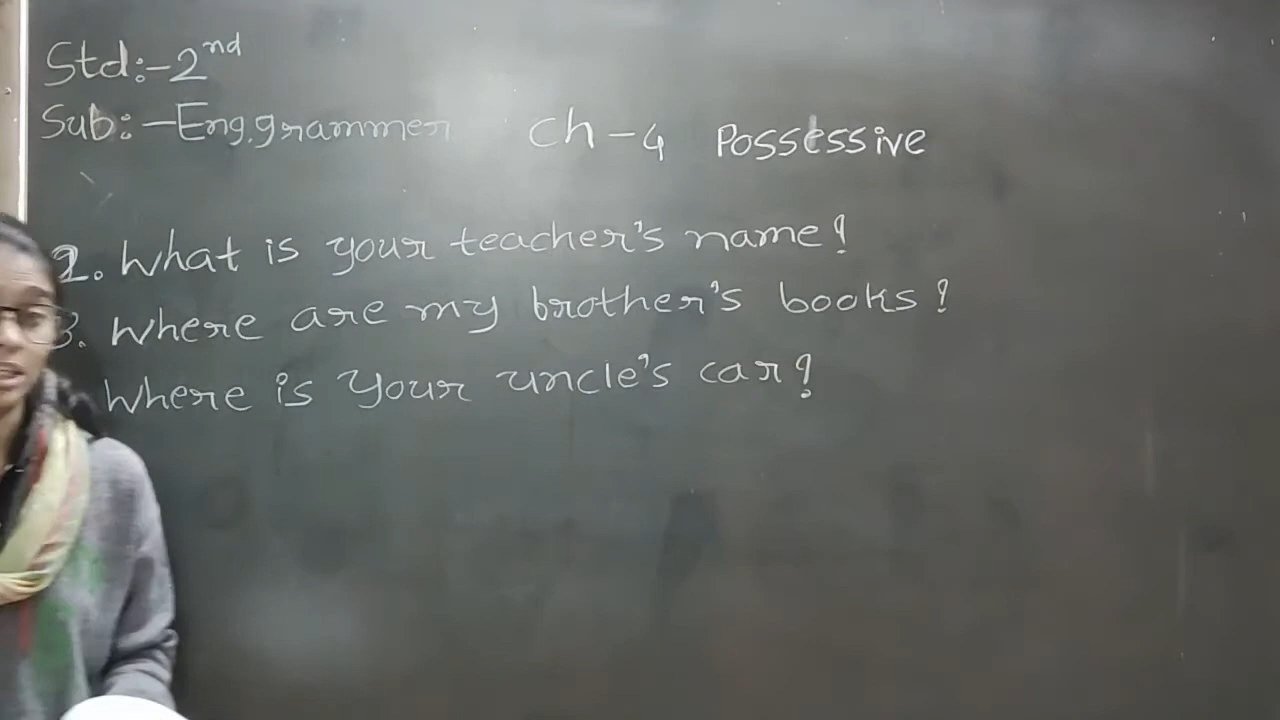 Std:-2nd
Sub:-Eng.grammer Ch-4 Possessive
2. What is your teacher's name?
3. Where are my brother's books?
Where is your uncle's car?